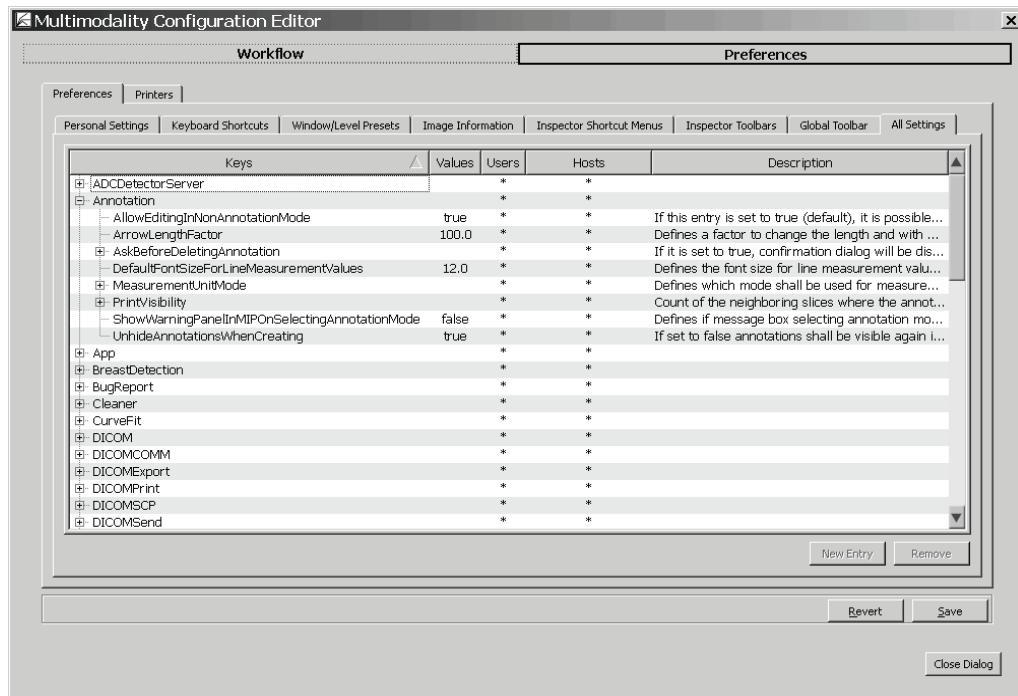 Multimodality Configuration Editor
Workflow Preferences
Preferences Printers
Personal Settings Keyboard Shortcuts Window/Level Presets Image Information Inspector Shortcut Menus Inspector Toolbars Global Toolbar All Settings
Keys Values Users Hosts Description
ADCDetectorServer * *
Annotation * *
AllowEditingInNonAnnotationMode true * * If this entry is set to true (default), it is possible...
ArrowLengthFactor 100.0 * * Defines a factor to change the length and with ...
AskBeforeDeletingAnnotation * * If it is set to true, confirmation dialog will be dis...
DefaultFontSizeForLineMeasurementValues 12.0 * * Defines the font size for line measurement valu...
MeasurementUnitMode * * Defines which mode shall be used for measure...
PrintVisibility * * Count of the neighboring slices where the annot...
ShowWarningPanelInMIPOnSelectingAnnotationMode false * * Defines if message box selecting annotation mo...
UnhideAnnotationsWhenCreating true * * If set to false annotations shall be visible again i...
App * *
BreastDetection * *
BugReport * *
Cleaner * *
CurveFit * *
DICOM * *
DICOMCOMM * *
DICOMExport * *
DICOMPrint * *
DICOMSCP * *
DICOMSend * *
New Entry Remove
Revert Save
Close Dialog